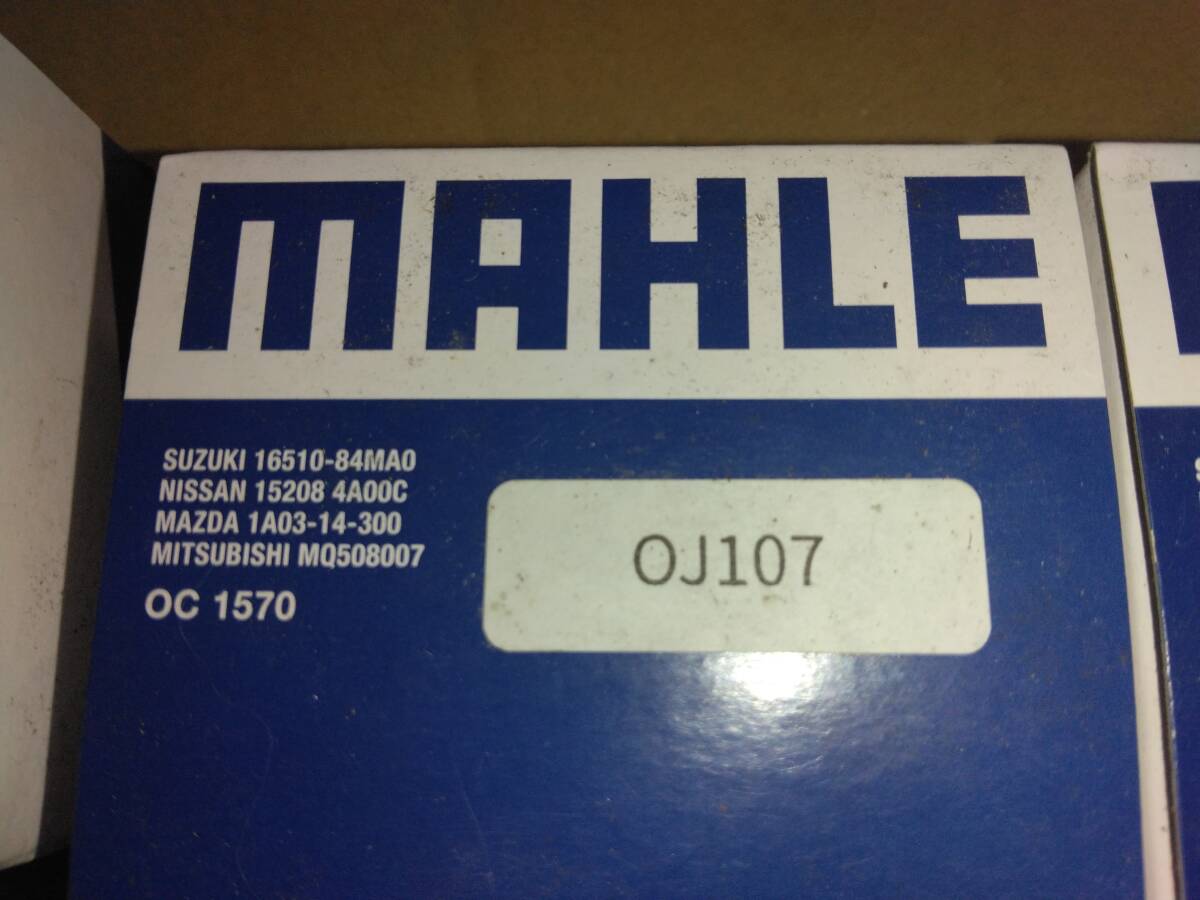 MAHLE
SUZUKI 16510-84MA0
NISSAN 15208 4A00C
MAZDA 1A03-14-300
MITSUBISHI MQ508007
OC 1570
OJ107